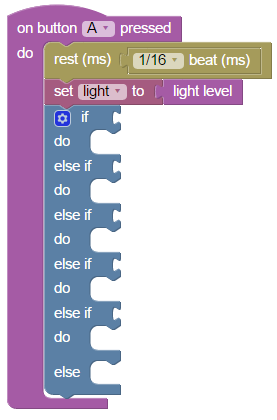 on button A pressed
do rest (ms) 1/16 beat (ms)
set light to light level
if
do
else if
do
else if
do
else if
do
else if
do
else